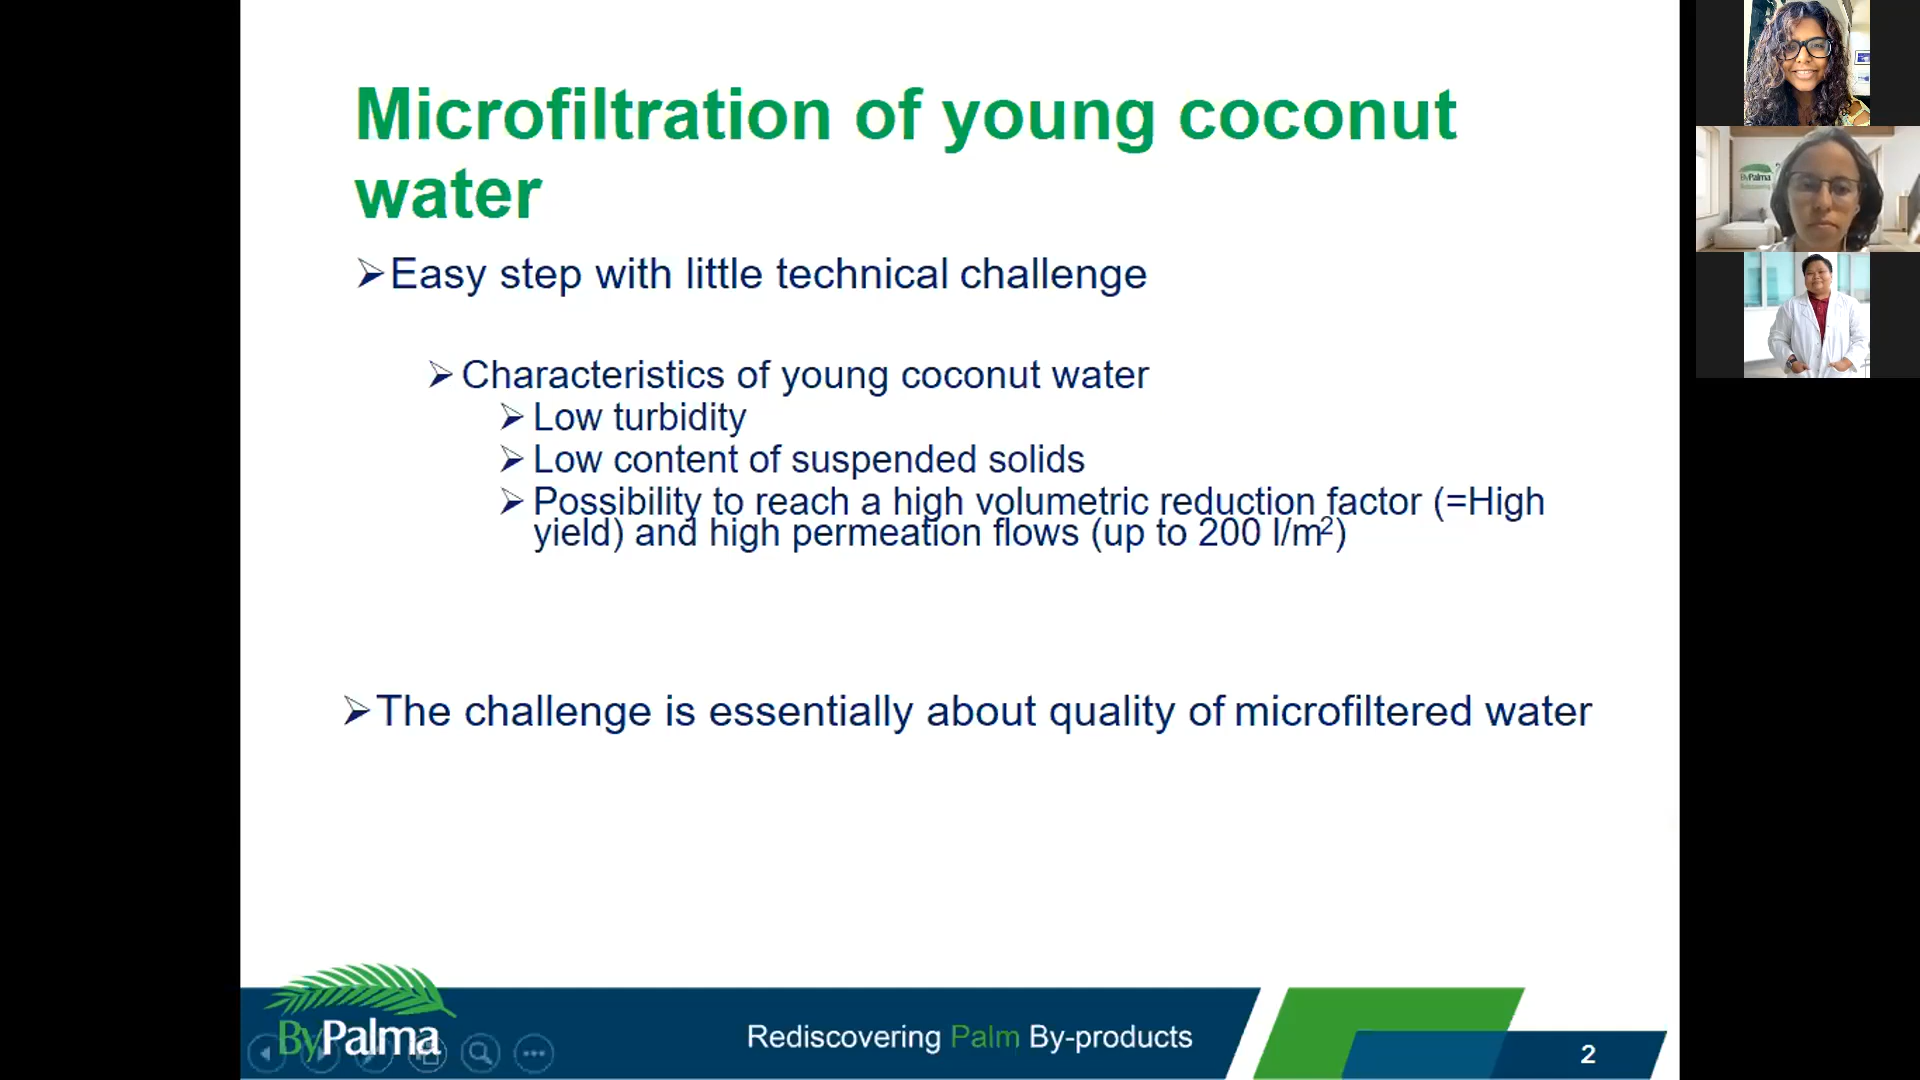 Microfiltration of young coconut
water
➢Easy step with little technical challenge
➢Characteristics of young coconut water
➢Low turbidity
➢Low content of suspended solids
➢Possibility to reach a high volumetric reduction factor (=High
yield) and high permeation flows (up to 200 l/m²)
➢The challenge is essentially about quality of microfiltered water
ByPalma
Rediscovering Palm By-products
2
ByPalma
Rediscovering